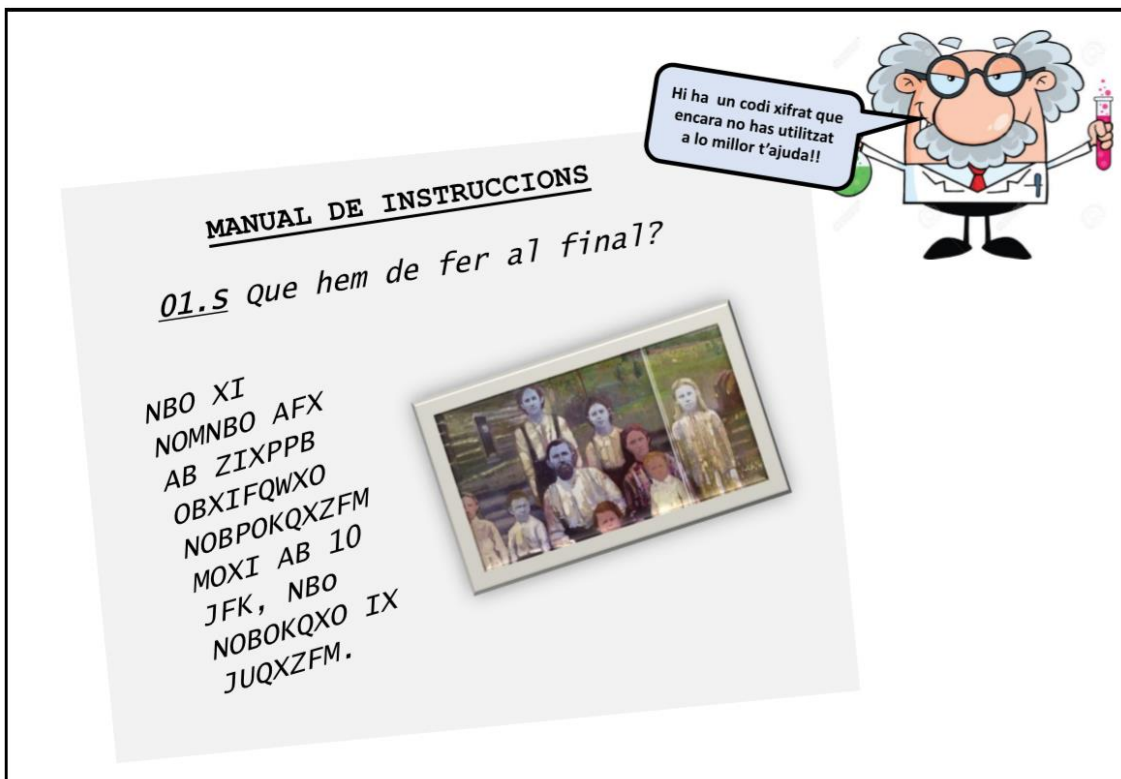 Hi ha un codi xifrat que
encara no has utilitzat
a lo millor t'ajuda!!
MANUAL DE INSTRUCCIONS
01.S Que hem de fer al final?
NBO XI
NOMNBO AFX
AB ZIXPPB
OBXIFQWXO
NOBPOKQXZFM
MOXI AB 10
JFK, NBO
NOBOKQXO IX
JUQXZFM.